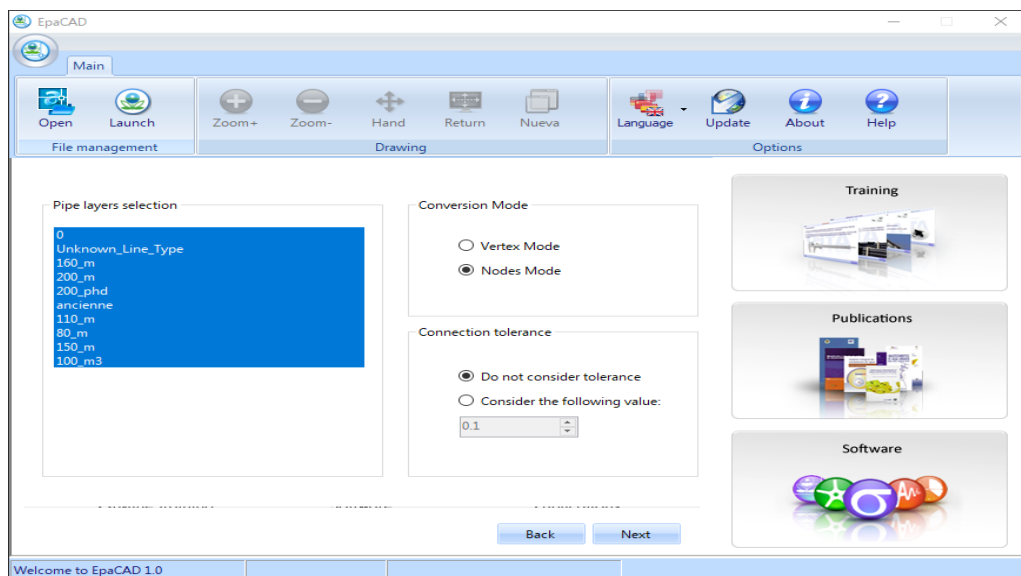 EpaCAD
Main
Open Launch Zoom+ Zoom- Hand Return Nueva Language Update About Help
File management Drawing Options
Pipe layers selection
0
Unknown_Line_Type
160_m
200_m
200_phd
ancienne
110_m
80_m
150_m
100_m3
Conversion Mode
Vertex Mode
Nodes Mode
Connection tolerance
Do not consider tolerance
Consider the following value:
0.1
Training
Publications
Software
Back Next
Welcome to EpaCAD 1.0